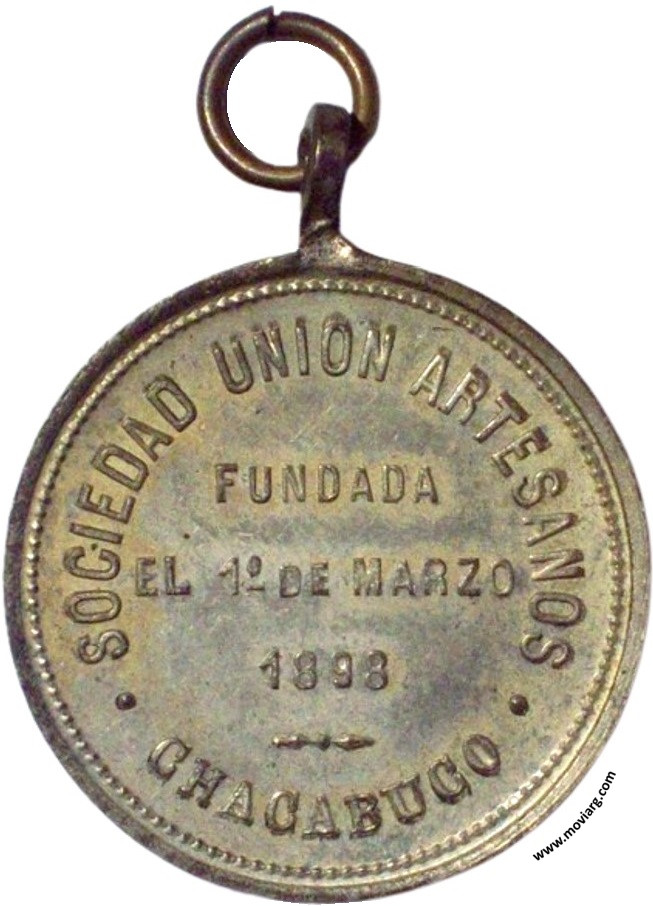 SOCIEDAD UNION ARTESANOS
FUNDADA
EL 1º DE MARZO
1898
CHACABUCO
www.moviarg.com